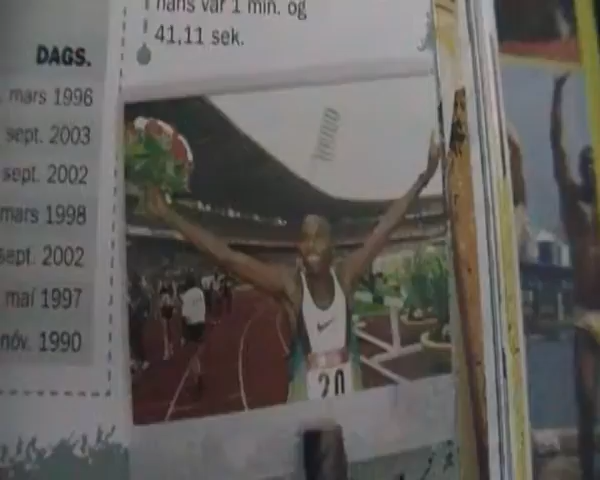 hans var 1 mín. og
41,11 sek.
DAGS.
mars 1996
sept. 2003
sept. 2002
mars 1998
sept. 2002
maí 1997
nóv. 1990
20